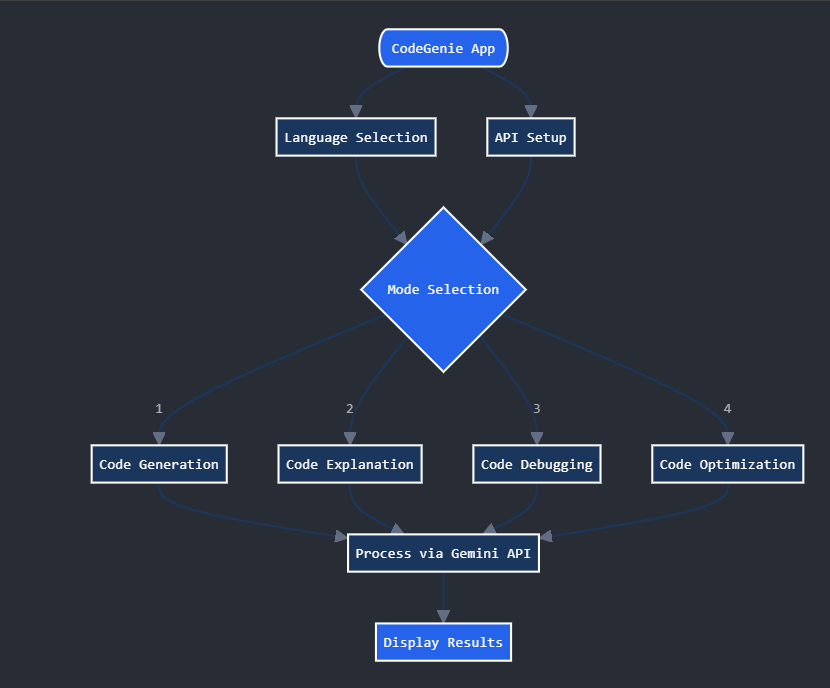 CodeGenie App
Language Selection
API Setup
Mode Selection
1
2
3
4
Code Generation
Code Explanation
Code Debugging
Code Optimization
Process via Gemini API
Display Results